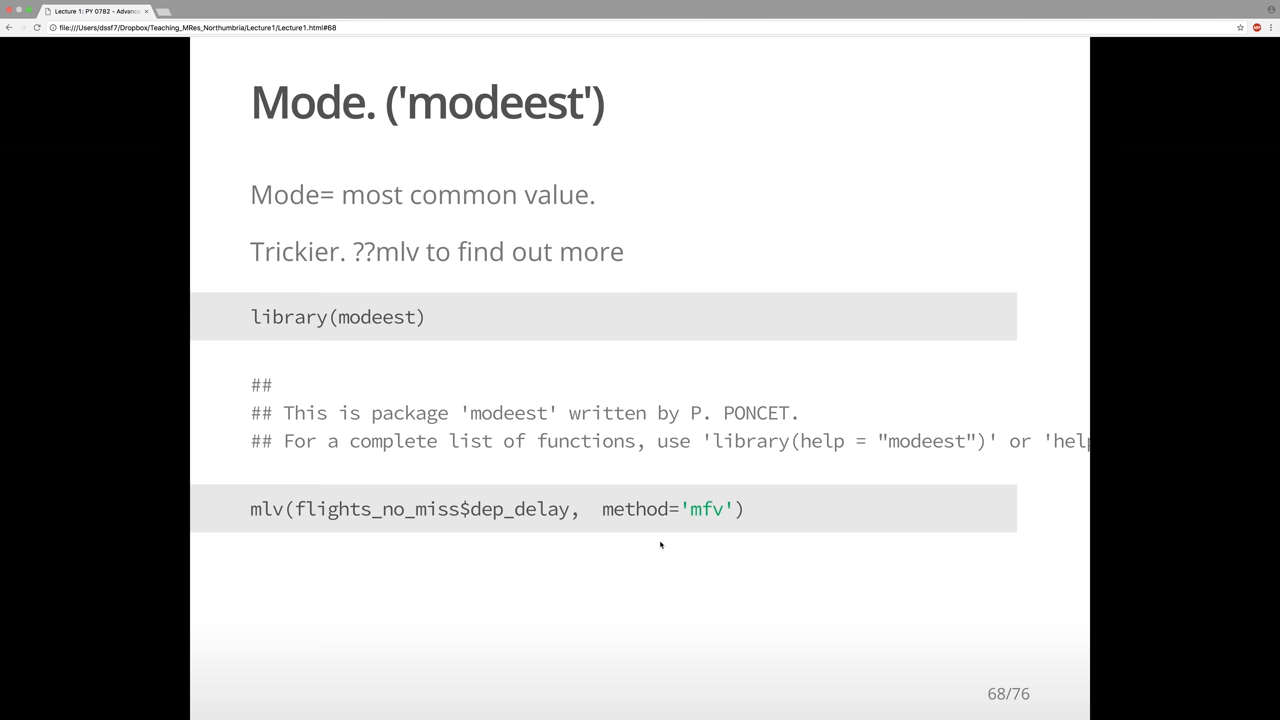 Lecture 1: PY 0782 - Advanc
file:///Users/dssf7/Dropbox/Teaching_MRes_Northumbria/Lecture1/Lecture1.html#68
Mode. ('modeest')
Mode= most common value.
Trickier. ??mlv to find out more
library(modeest)
##
## This is package 'modeest' written by P. PONCET.
## For a complete list of functions, use 'library(help = "modeest")' or 'help
mlv(flights_no_miss$dep_delay,  method='mfv')
68/76